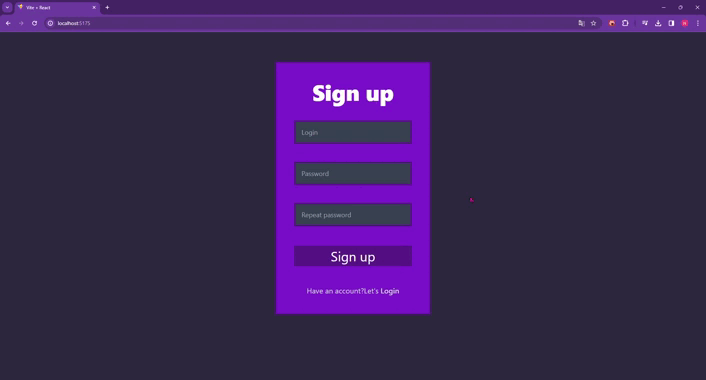 Vite + React
localhost:5175
Sign up
Login
Password
Repeat password
Sign up
Have an account?Let's Login